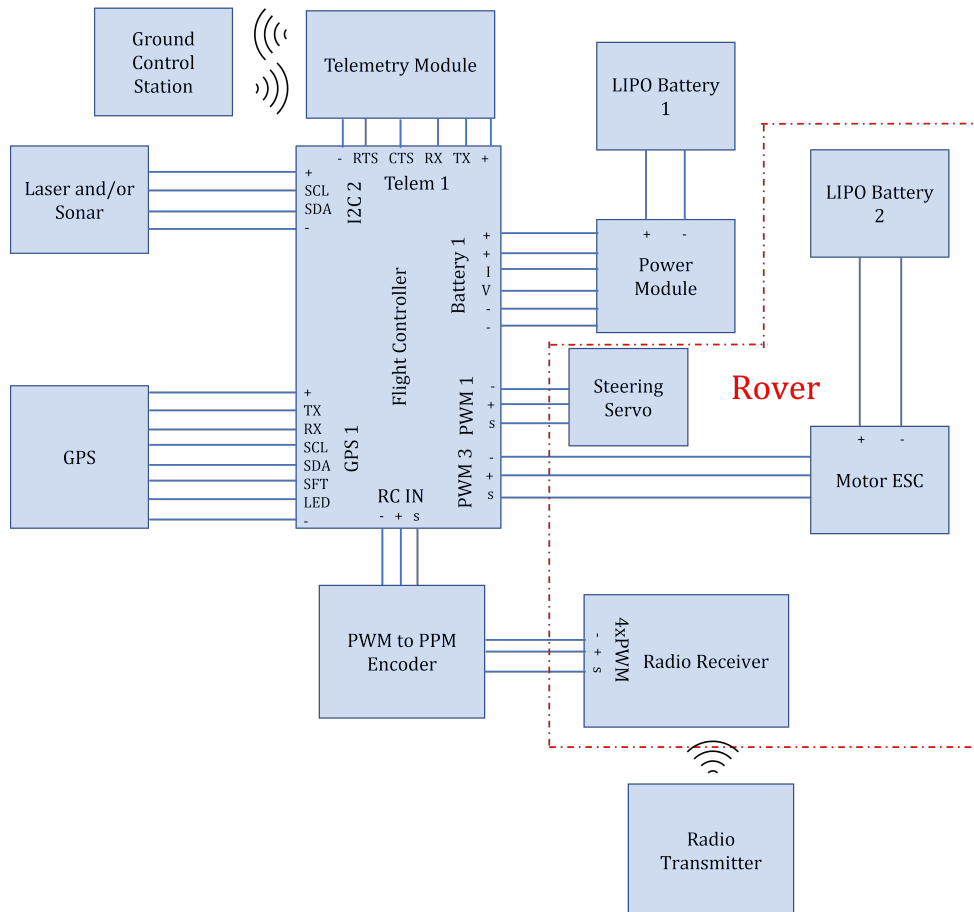 Ground
Control
Station
Telemetry Module
LIPO Battery
1
LIPO Battery
2
- RTS CTS RX TX +
Telem 1
Laser and/or
Sonar
+
SCL
SDA
-
I2C 2
+
+
I
V
-
-
Battery 1
+ -
Power
Module
Flight Controller
Rover
Steering
Servo
-
+
s
PWM 1
GPS
+
TX
RX
SCL
SDA
SFT
LED
-
GPS 1
PWM 3
-
+
s
+ -
Motor ESC
RC IN
- + s
PWM to PPM
Encoder
- + s
4xPWM
Radio Receiver
Radio
Transmitter